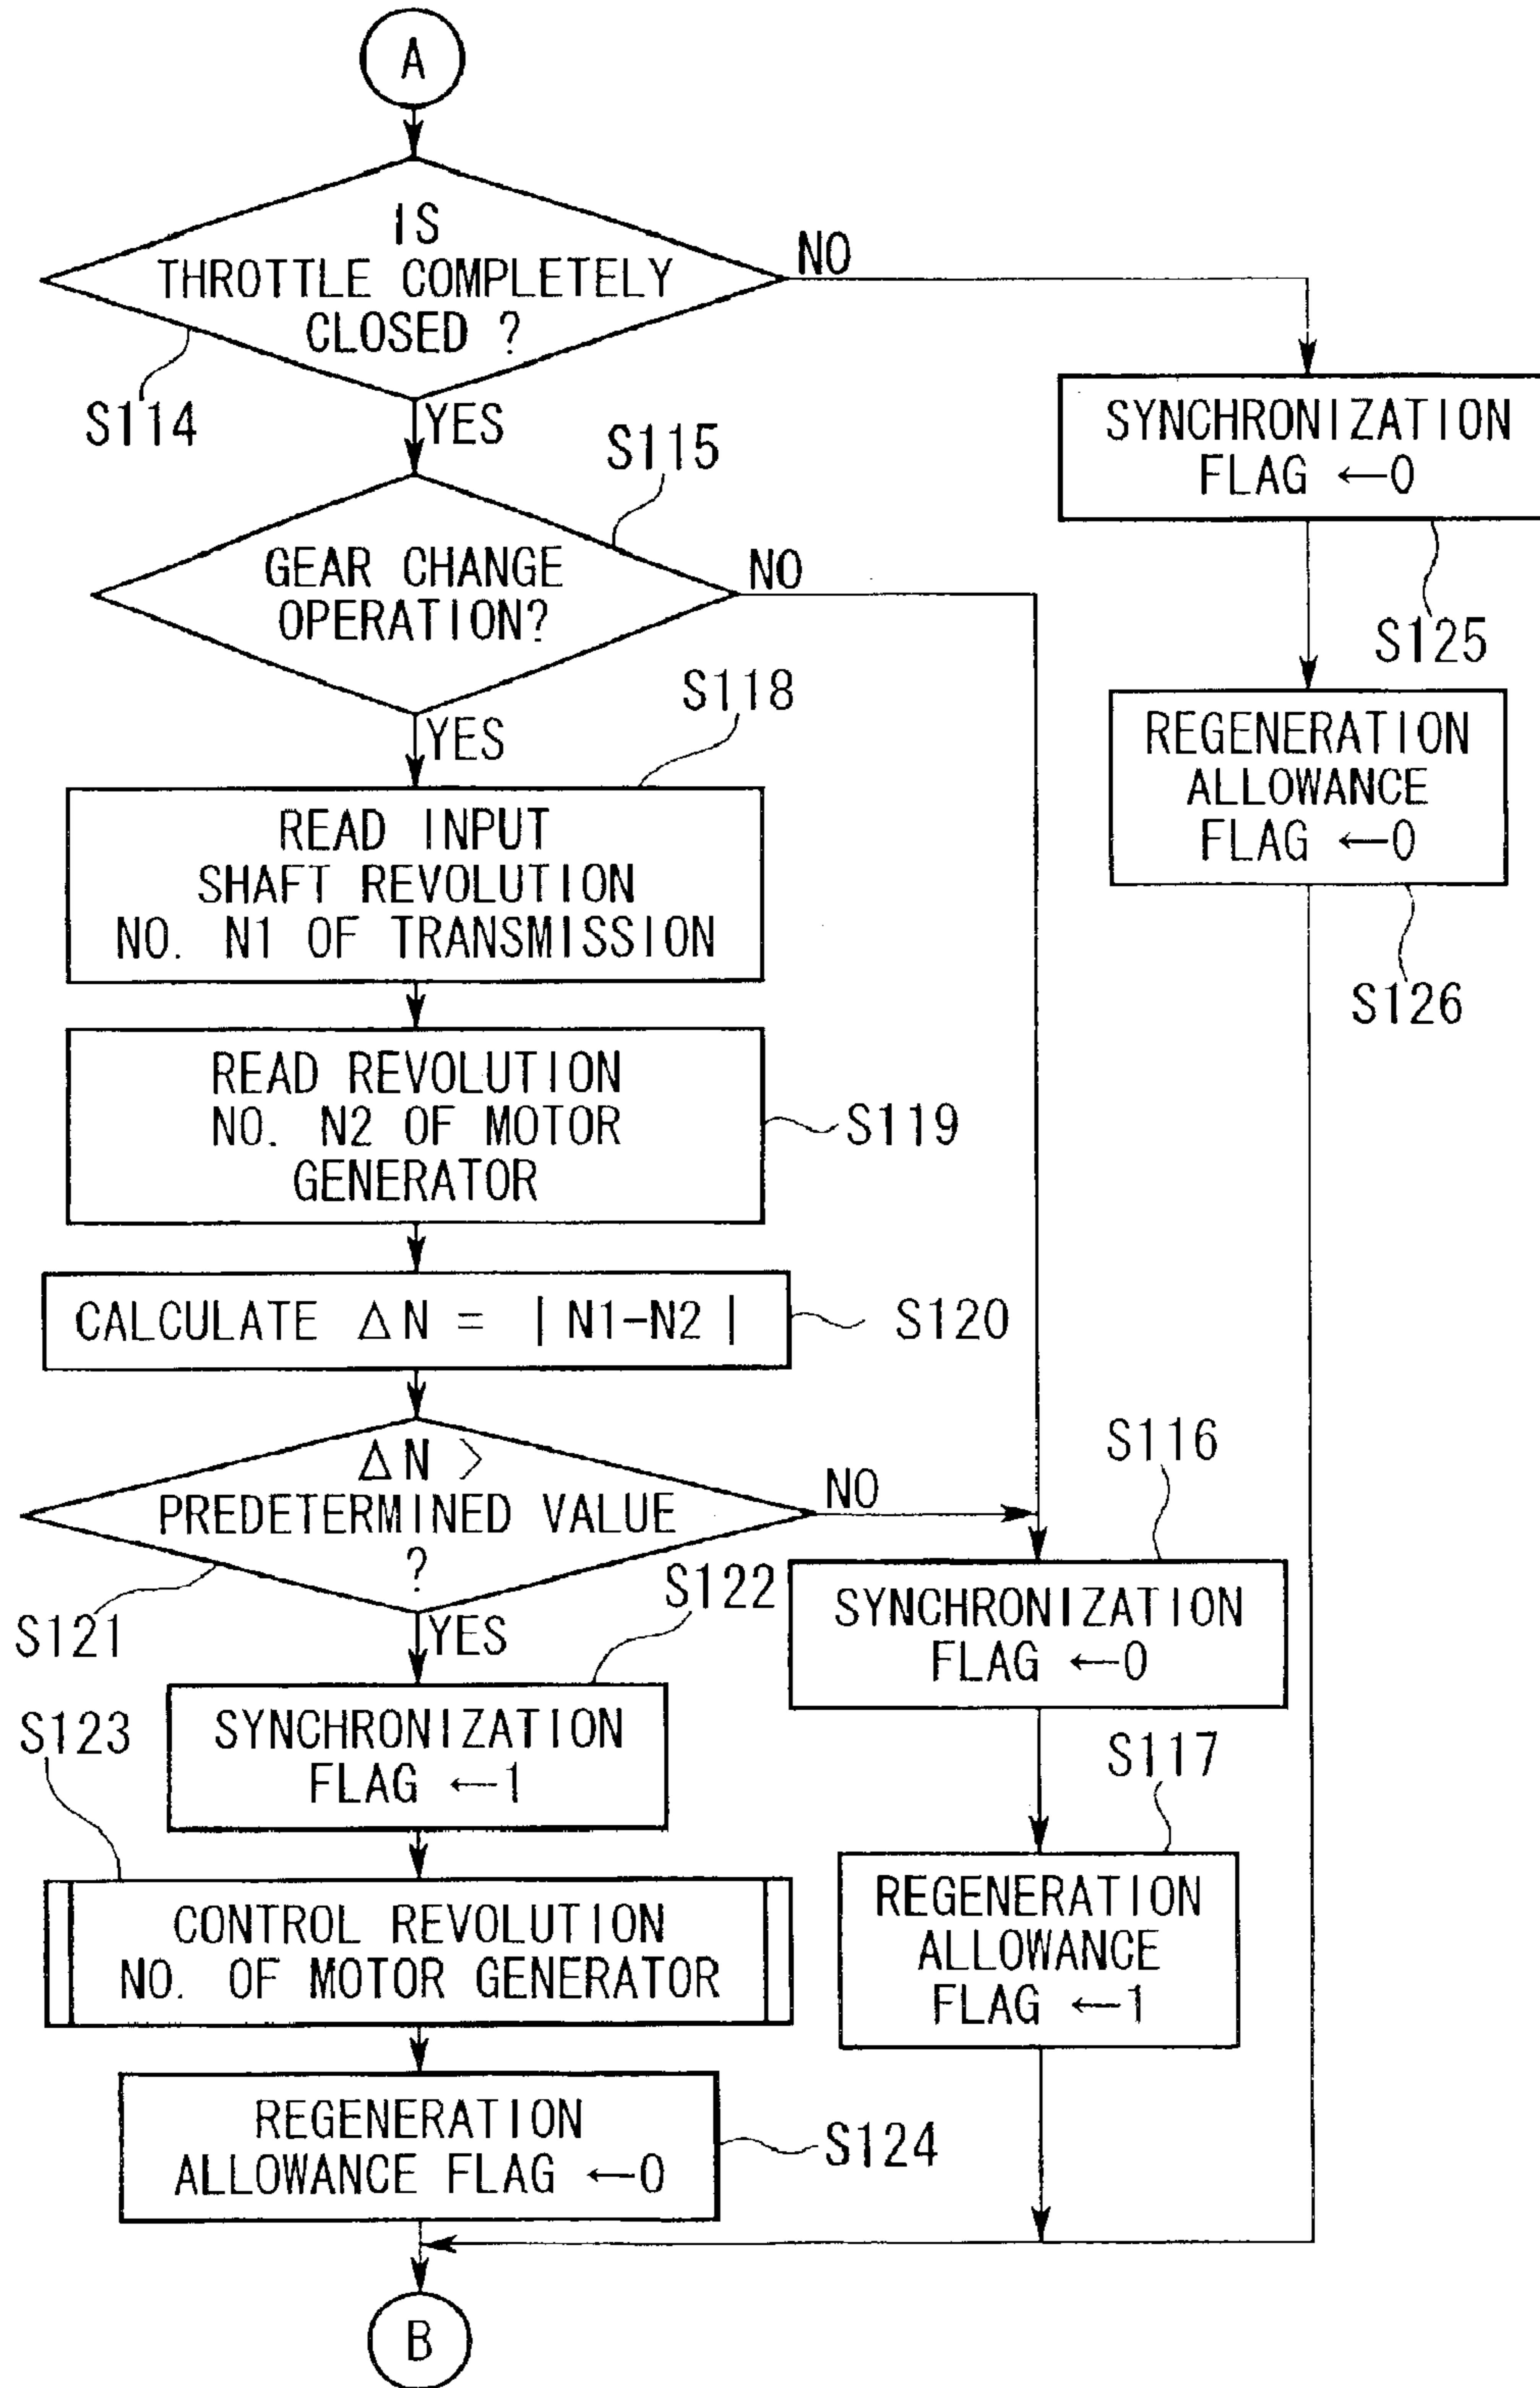 A
IS
THROTTLE COMPLETELY
CLOSED ?
NO
S114
YES
S115
SYNCHRONIZATION
FLAG ←0
S125
GEAR CHANGE
OPERATION?
NO
YES
S118
REGENERATION
ALLOWANCE
FLAG ←0
S126
READ INPUT
SHAFT REVOLUTION
NO. N1 OF TRANSMISSION
READ REVOLUTION
NO. N2 OF MOTOR
GENERATOR
S119
CALCULATE ΔN = |N1-N2|
S120
ΔN >
PREDETERMINED VALUE
?
NO
S121
YES
S116
S122
SYNCHRONIZATION
FLAG ←0
S117
S123
SYNCHRONIZATION
FLAG ←1
CONTROL REVOLUTION
NO. OF MOTOR GENERATOR
REGENERATION
ALLOWANCE
FLAG ←1
REGENERATION
ALLOWANCE FLAG ←0
S124
B